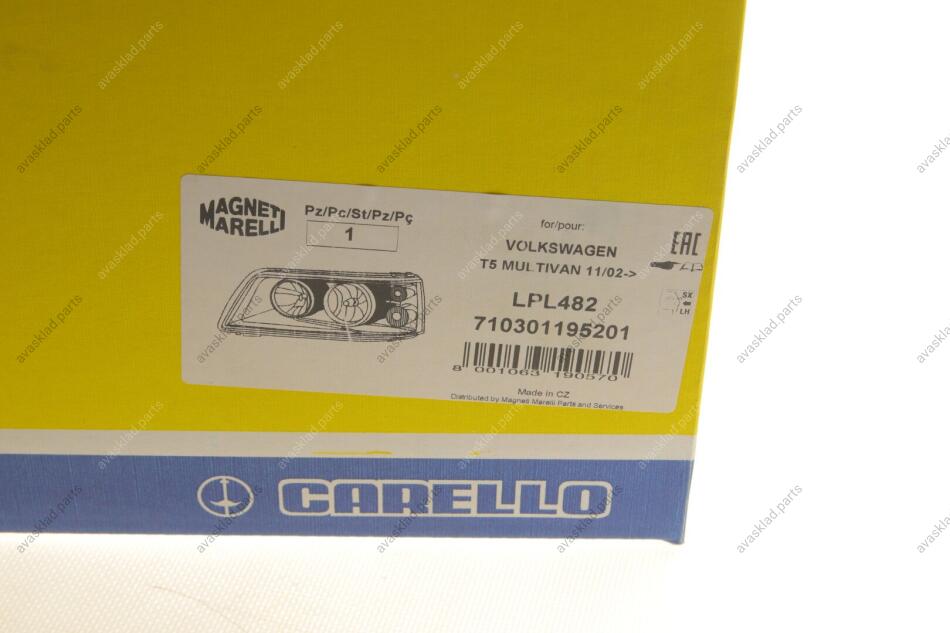 MAGNETI
MARELLI
Pz/Pc/St/Pz/Pç
1
for/pour:
VOLKSWAGEN
T5 MULTIVAN 11/02->
EAC
LPL482
710301195201
SX
LH
8 001063 190570
Made in CZ
Distributed by Magneti Marelli Parts and Services
CARELLO
avasklad.parts